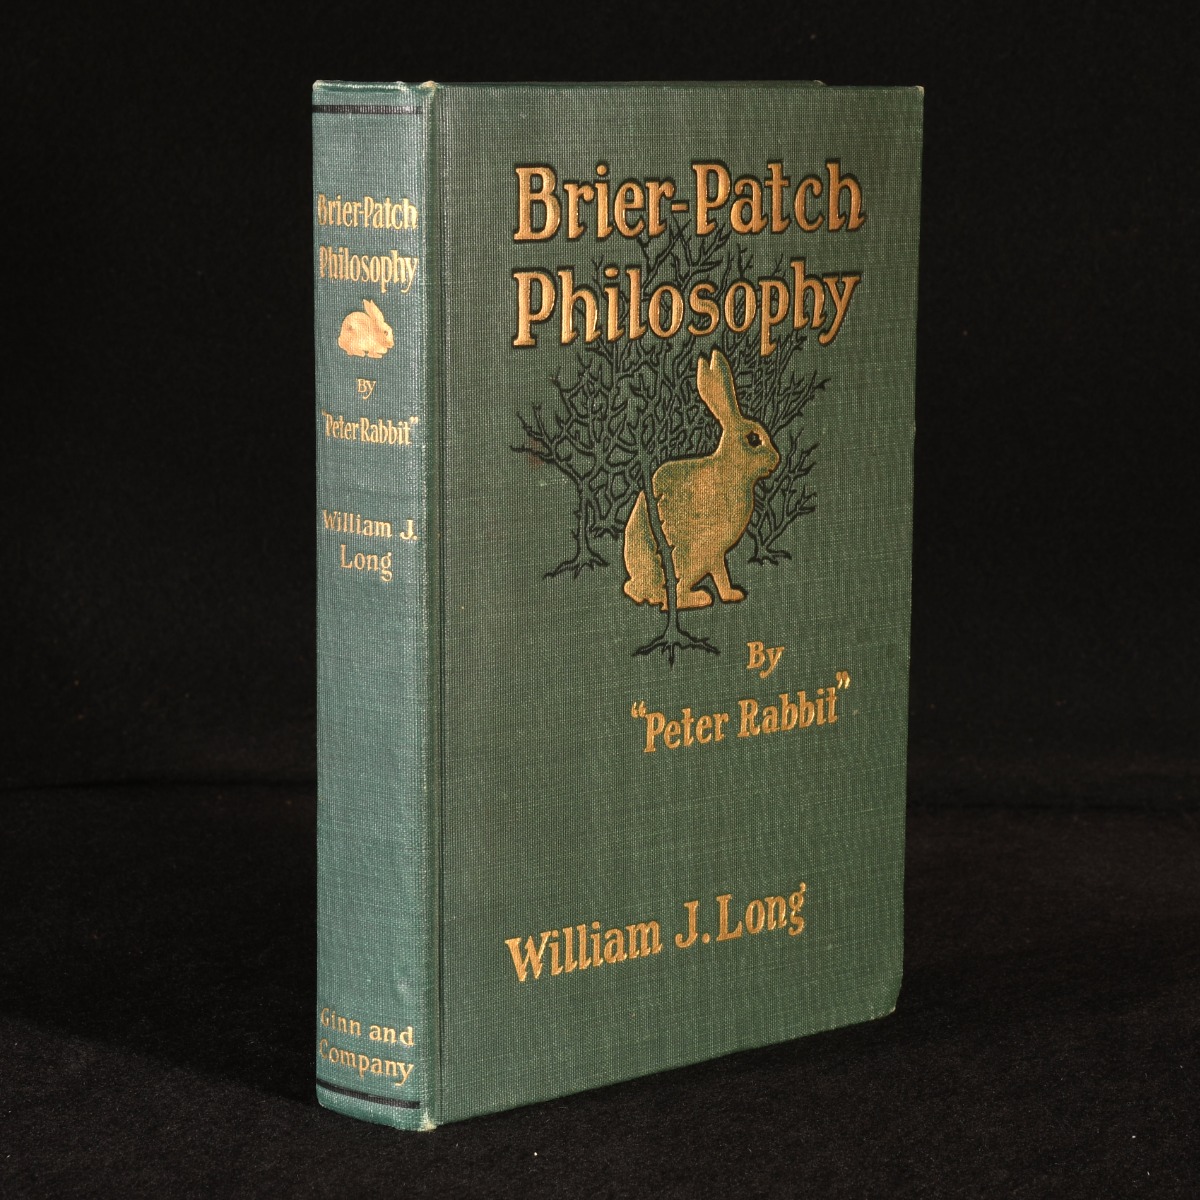 Brier-Patch
Philosophy
By
"Peter Rabbit"
William J.
Long
Ginn and
Company
Brier-Patch
Philosophy
By
"Peter Rabbit"
William J. Long